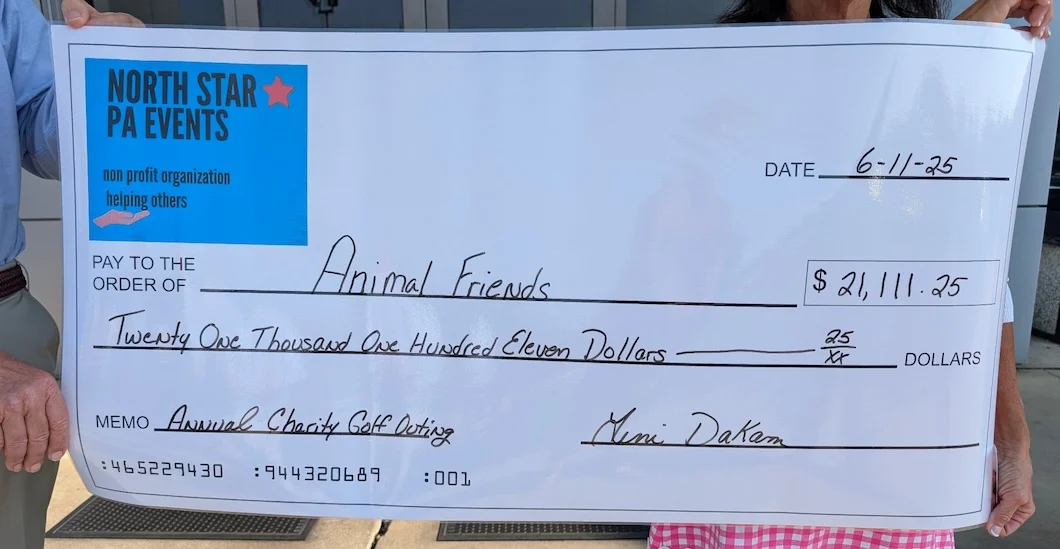 NORTH STAR
PA EVENTS
non profit organization
helping others
DATE 6-11-25
PAY TO THE
ORDER OF Animal Friends $ 21,111.25
Twenty One Thousand One Hundred Eleven Dollars 25/xx DOLLARS
MEMO Annual Charity Golf Outing Mimi DaKam
:465229430 :944320689 :001